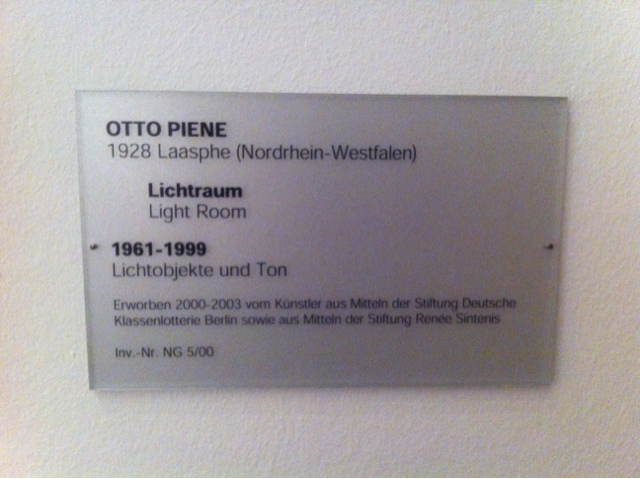 OTTO PIENE
1928 Laasphe (Nordrhein-Westfalen)
Lichtraum
Light Room
1961-1999
Lichtobjekte und Ton
Erworben 2000-2003 vom Künstler aus Mitteln der Stiftung Deutsche
Klassenlotterie Berlin sowie aus Mitteln der Stiftung Renée Sintenis
Inv.-Nr. NG 5/00